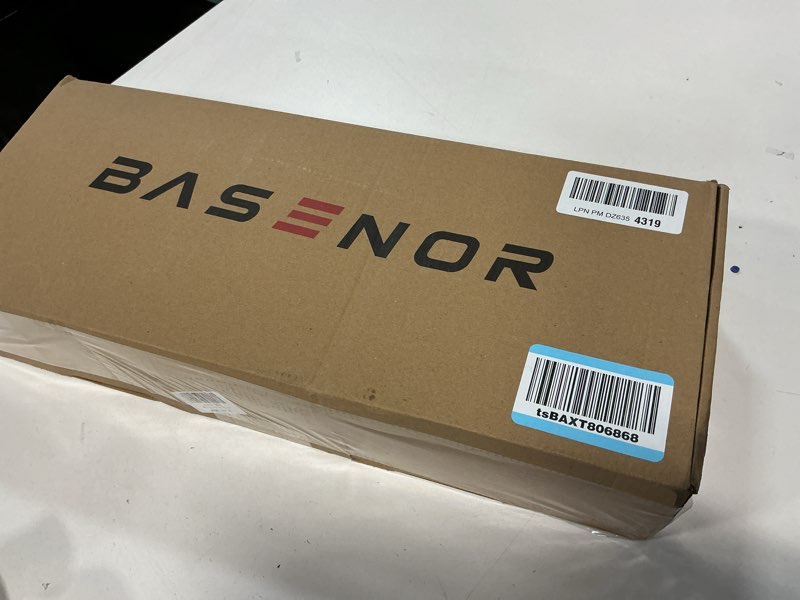 BASENOR
LPN PM DZ635 4319
tsBAXT806868